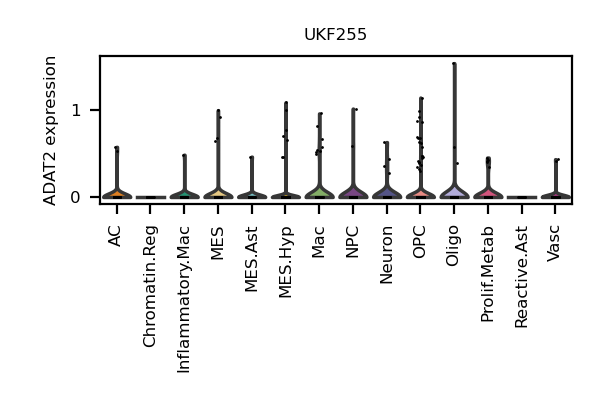 UKF255
ADAT2 expression
1
0
AC
Chromatin.Reg
Inflammatory.Mac
MES
MES.Ast
MES.Hyp
Mac
NPC
Neuron
OPC
Oligo
Prolif.Metab
Reactive.Ast
Vasc